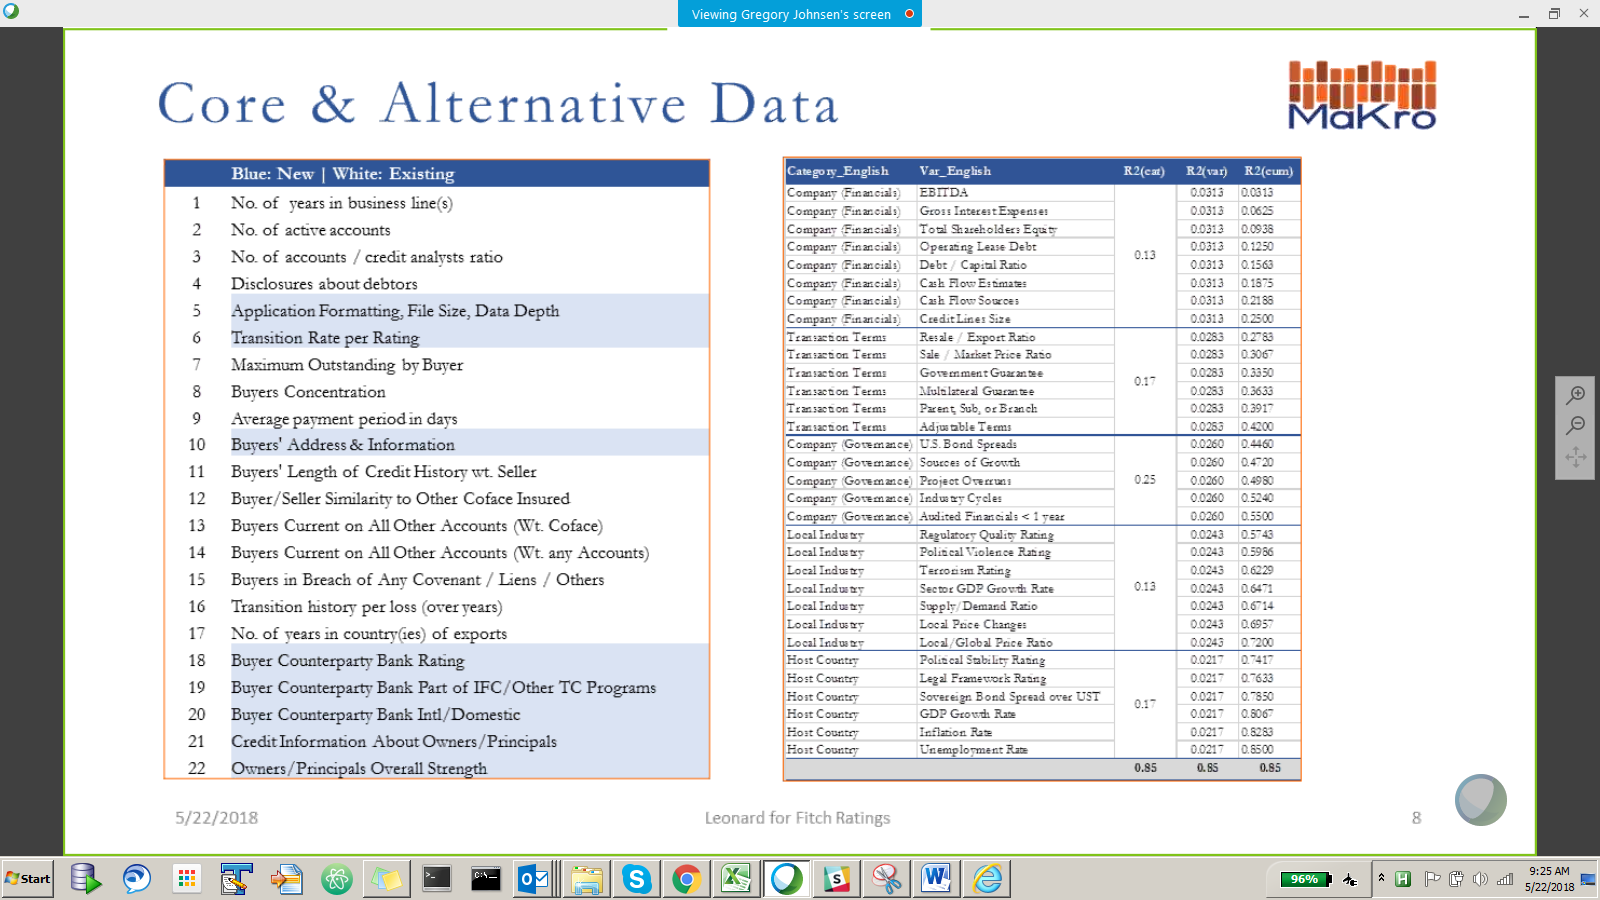 Viewing Gregory Johnsen's screen
Core & Alternative Data
MaKro
Blue: New | White: Existing
1 No. of years in business line(s)
2 No. of active accounts
3 No. of accounts / credit analysts ratio
4 Disclosures about debtors
5 Application Formatting, File Size, Data Depth
6 Transition Rate per Rating
7 Maximum Outstanding by Buyer
8 Buyers Concentration
9 Average payment period in days
10 Buyers' Address & Information
11 Buyers' Length of Credit History wt. Seller
12 Buyer/Seller Similarity to Other Coface Insured
13 Buyers Current on All Other Accounts (Wt. Coface)
14 Buyers Current on All Other Accounts (Wt. any Accounts)
15 Buyers in Breach of Any Covenant / Liens / Others
16 Transition history per loss (over years)
17 No. of years in country(ies) of exports
18 Buyer Counterparty Bank Rating
19 Buyer Counterparty Bank Part of IFC/Other TC Programs
20 Buyer Counterparty Bank Intl/Domestic
21 Credit Information About Owners/Principals
22 Owners/Principals Overall Strength
Category_English Var_English R2(cat) R2(var) R2(cum)
Company (Financials) EBITDA 0.0313 0.0313
Company (Financials) Gross Interest Expenses 0.0313 0.0625
Company (Financials) Total Shareholders Equity 0.0313 0.0938
Company (Financials) Operating Lease Debt 0.0313 0.1250
0.13
Company (Financials) Debt / Capital Ratio 0.0313 0.1563
Company (Financials) Cash Flow Estimates 0.0313 0.1875
Company (Financials) Cash Flow Sources 0.0313 0.2188
Company (Financials) Credit Lines Size 0.0313 0.2500
Transaction Terms Resale / Export Ratio 0.0283 0.2783
Transaction Terms Sale / Market Price Ratio 0.0283 0.3067
Transaction Terms Government Guarantee 0.0283 0.3350
0.17
Transaction Terms Multilateral Guarantee 0.0283 0.3633
Transaction Terms Parent, Sub, or Branch 0.0283 0.3917
Transaction Terms Adjustable Terms 0.0283 0.4200
Company (Governance) U.S. Bond Spreads 0.0260 0.4460
Company (Governance) Sources of Growth 0.0260 0.4720
Company (Governance) Project Overruns 0.25 0.0260 0.4980
Company (Governance) Industry Cycles 0.0260 0.5240
Company (Governance) Audited Financials < 1 year 0.0260 0.5500
Local Industry Regulatory Quality Rating 0.0243 0.5743
Local Industry Political Violence Rating 0.0243 0.5986
Local Industry Terrorism Rating 0.0243 0.6229
Local Industry Sector GDP Growth Rate 0.13 0.0243 0.6471
Local Industry Supply/Demand Ratio 0.0243 0.6714
Local Industry Local Price Changes 0.0243 0.6957
Local Industry Local/Global Price Ratio 0.0243 0.7200
Host Country Political Stability Rating 0.0217 0.7417
Host Country Legal Framework Rating 0.0217 0.7633
Host Country Sovereign Bond Spread over UST 0.0217 0.7850
0.17
Host Country GDP Growth Rate 0.0217 0.8067
Host Country Inflation Rate 0.0217 0.8283
Host Country Unemployment Rate 0.0217 0.8500
0.85 0.85 0.85
5/22/2018 Leonard for Fitch Ratings 8
Start
96%
9:25 AM
5/22/2018